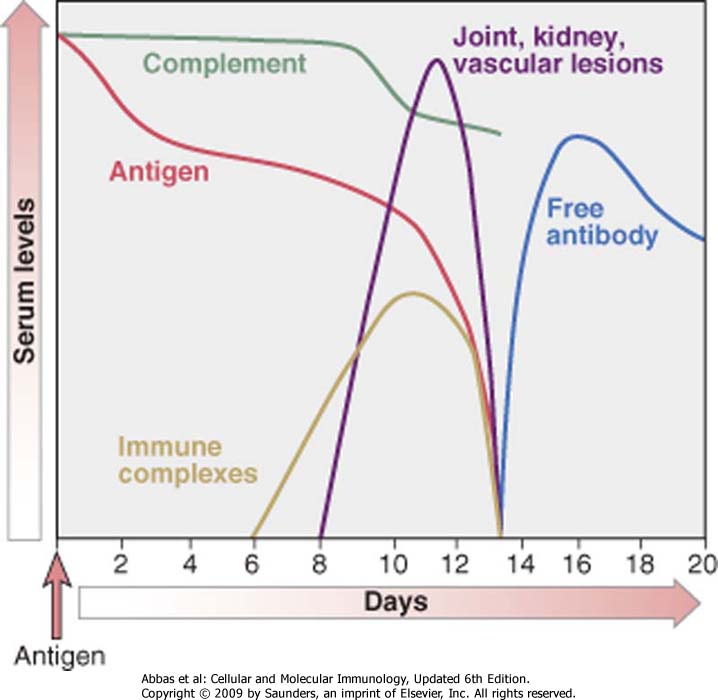 Joint, kidney,
vascular lesions
Complement
Antigen
Free
antibody
Immune
complexes
Serum levels
2 4 6 8 10 12 14 16 18 20
Days
Antigen
Abbas et al: Cellular and Molecular Immunology, Updated 6th Edition.
Copyright © 2009 by Saunders, an imprint of Elsevier, Inc. All rights reserved.